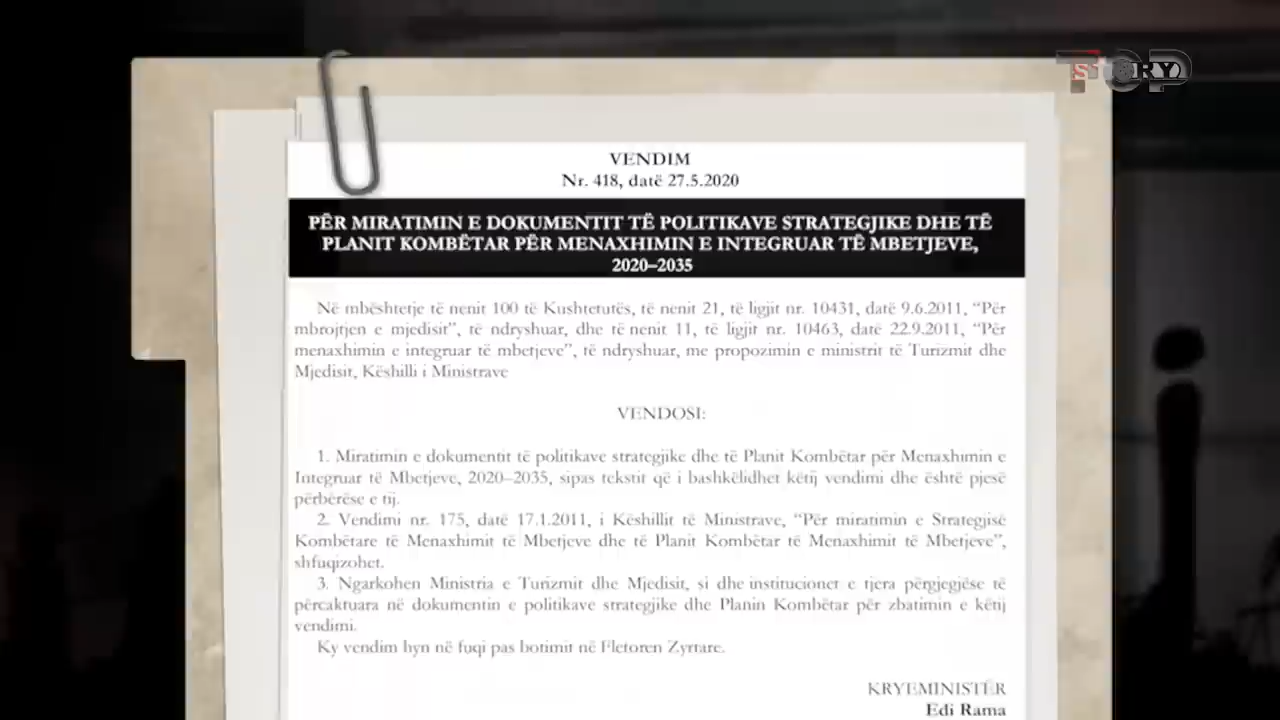 TOP
STORY
VENDIM
Nr. 418, datë 27.5.2020
PËR MIRATIMIN E DOKUMENTIT TË POLITIKAVE STRATEGJIKE DHE TË
PLANIT KOMBËTAR PËR MENAXHIMIN E INTEGRUAR TË MBETJEVE,
2020–2035
Në mbështetje të nenit 100 të Kushtetutës, të nenit 21, të ligjit nr. 10431, datë 9.6.2011, “Për
mbrojtjen e mjedisit”, të ndryshuar, dhe të nenit 11, të ligjit nr. 10463, datë 22.9.2011, “Për
menaxhimin e integruar të mbetjeve”, të ndryshuar, me propozimin e ministrit të Turizmit dhe
Mjedisit, Këshilli i Ministrave
VENDOSI:
1. Miratimin e dokumentit të politikave strategjike dhe të Planit Kombëtar për Menaxhimin e
Integruar të Mbetjeve, 2020–2035, sipas tekstit që i bashkëlidhet këtij vendimi dhe është pjesë
përbërëse e tij.
2. Vendimi nr. 175, datë 17.1.2011, i Këshillit të Ministrave, “Për miratimin e Strategjisë
Kombëtare të Menaxhimit të Mbetjeve dhe të Planit Kombëtar të Menaxhimit të Mbetjeve”,
shfuqizohet.
3. Ngarkohen Ministria e Turizmit dhe Mjedisit, si dhe institucionet e tjera përgjegjëse të
përcaktuara në dokumentin e politikave strategjike dhe Planin Kombëtar për zbatimin e këtij
vendimi.
Ky vendim hyn në fuqi pas botimit në Fletoren Zyrtare.
KRYEMINISTËR
Edi Rama